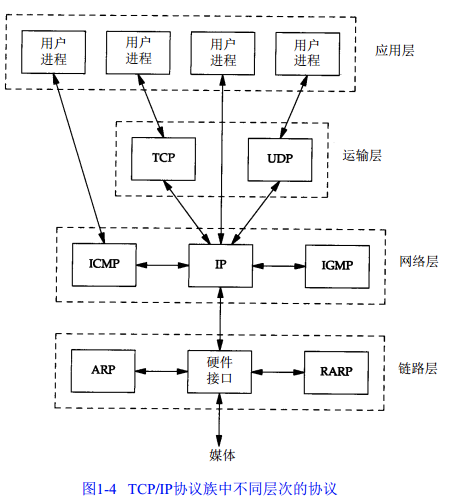 用户
进程
用户
进程
用户
进程
用户
进程
应用层
TCP
UDP
运输层
ICMP
IP
IGMP
网络层
ARP
硬件
接口
RARP
链路层
媒体
图1-4 TCP/IP协议族中不同层次的协议